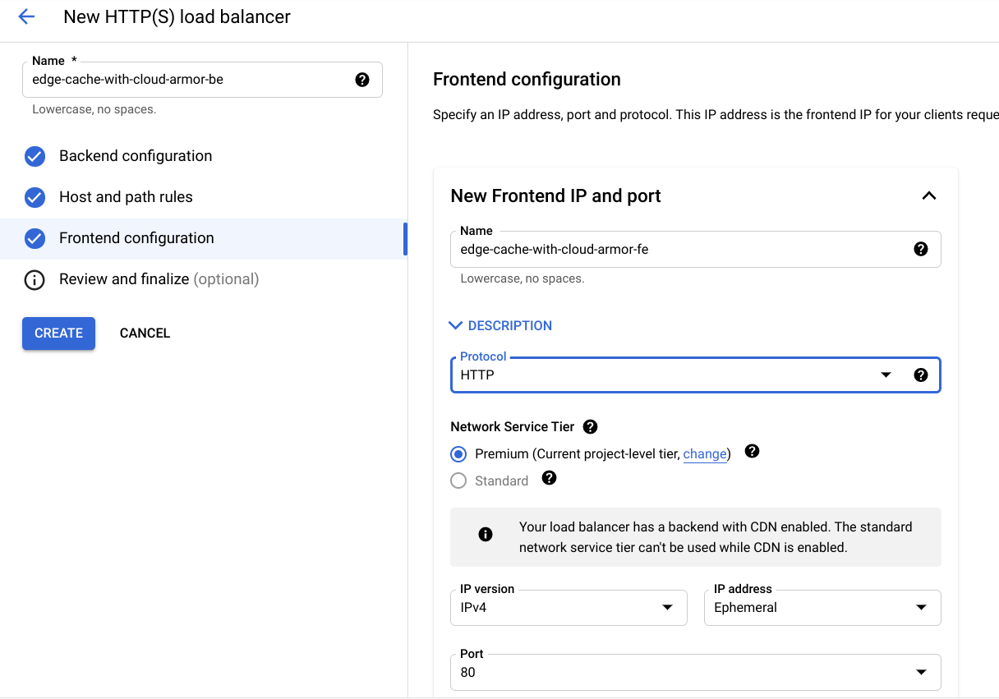 New HTTP(S) load balancer
Name *
edge-cache-with-cloud-armor-be
Lowercase, no spaces.
Backend configuration
Host and path rules
Frontend configuration
Review and finalize (optional)
CREATE CANCEL
Frontend configuration
Specify an IP address, port and protocol. This IP address is the frontend IP for your clients reque
New Frontend IP and port
Name
edge-cache-with-cloud-armor-fe
Lowercase, no spaces.
DESCRIPTION
Protocol
HTTP
Network Service Tier
Premium (Current project-level tier, change)
Standard
Your load balancer has a backend with CDN enabled. The standard
network service tier can't be used while CDN is enabled.
IP version
IPv4
IP address
Ephemeral
Port
80